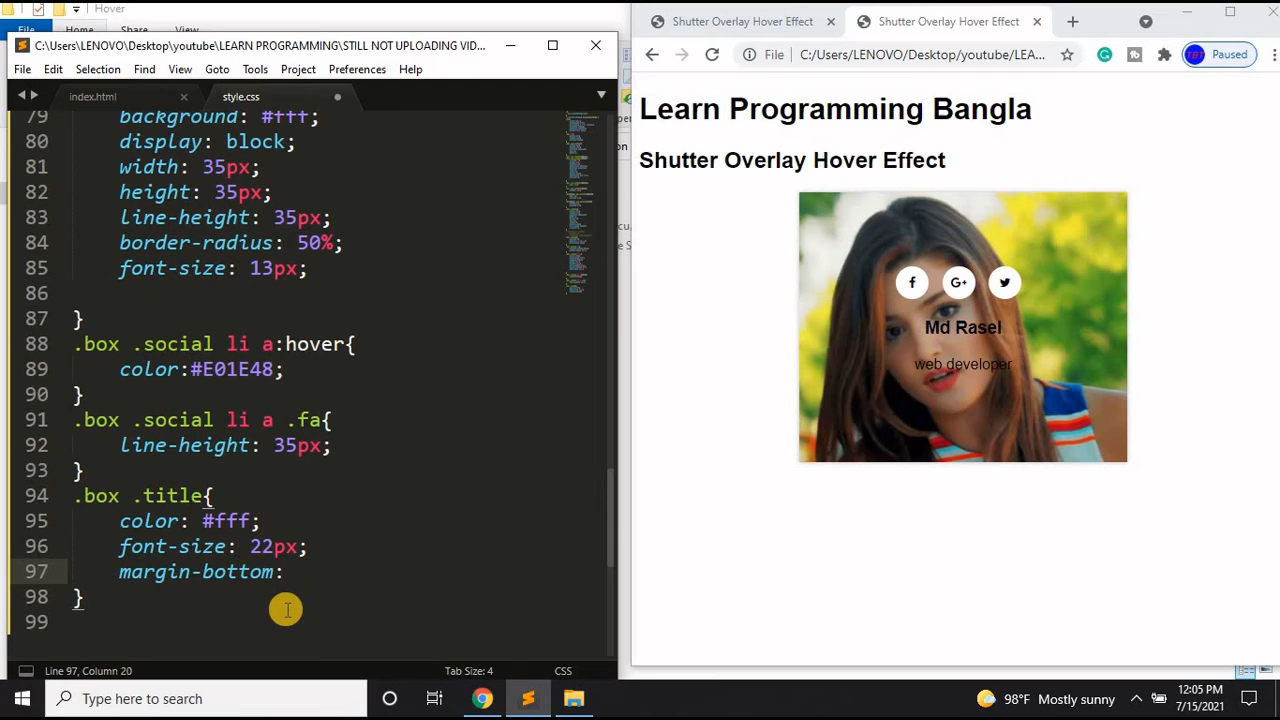 Hover
File
Home
C:\Users\LENOVO\Desktop\youtube\LEARN PROGRAMMING\STILL NOT UPLOADING VID...
File Edit Selection Find View Goto Tools Project Preferences Help
index.html
style.css
79 background: #fff;
80 display: block;
81 width: 35px;
82 height: 35px;
83 line-height: 35px;
84 border-radius: 50%;
85 font-size: 13px;
86
87 }
88 .box .social li a:hover{
89 color:#E01E48;
90 }
91 .box .social li a .fa{
92 line-height: 35px;
93 }
94 .box .title{
95 color: #fff;
96 font-size: 22px;
97 margin-bottom:
98 }
99
Line 97, Column 20
Tab Size: 4
CSS
Shutter Overlay Hover Effect
Shutter Overlay Hover Effect
File C:/Users/LENOVO/Desktop/youtube/LEA...
TBT Paused
Learn Programming Bangla
Shutter Overlay Hover Effect
f G+
Md Rasel
web developer
Type here to search
98°F Mostly sunny
12:05 PM
7/15/2021